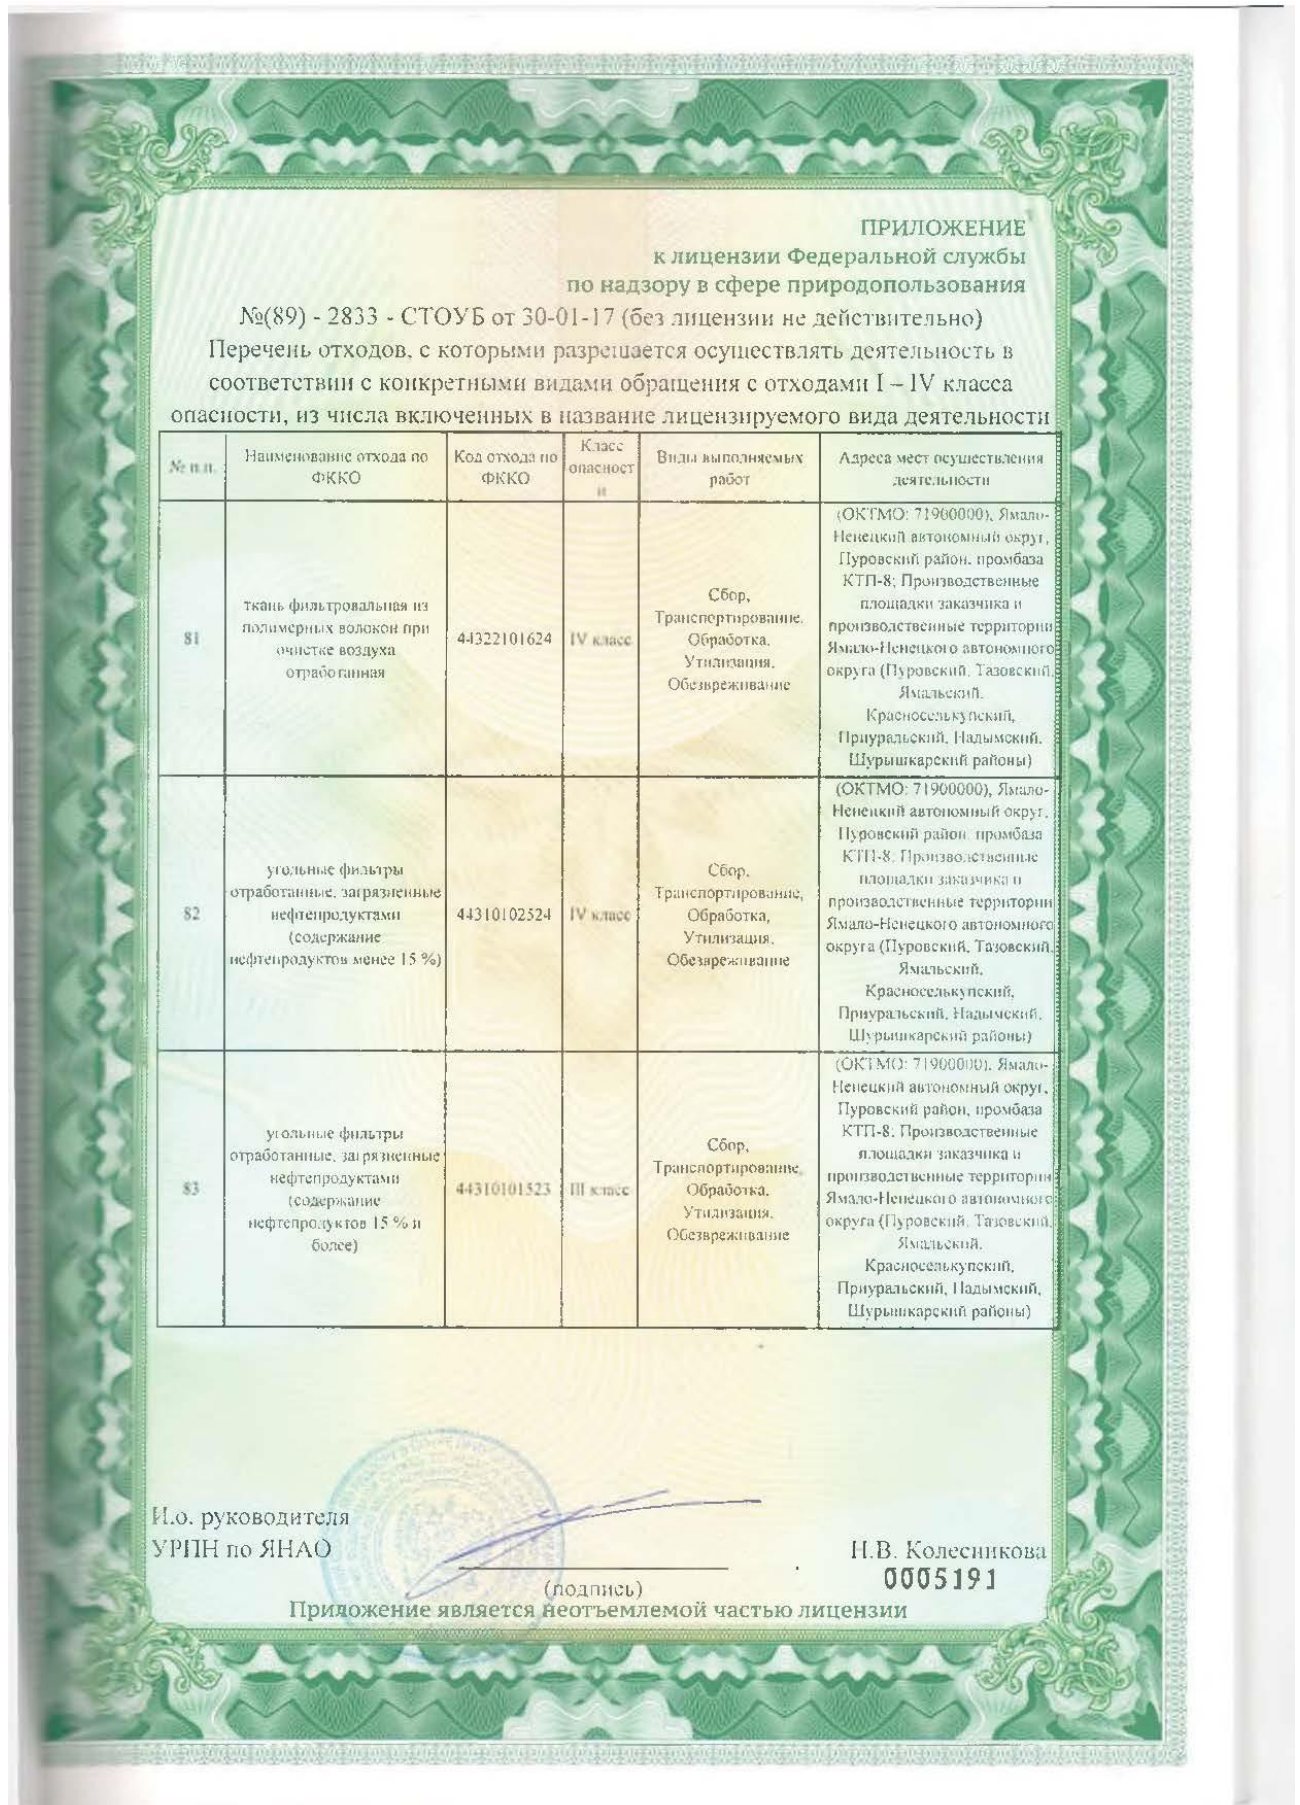 ПРИЛОЖЕНИЕ
к лицензии Федеральной службы
по надзору в сфере природопользования
№(89) - 2833 - СТОУБ от 30-01-17 (без лицензии не действительно)
Перечень отходов, с которыми разрешается осуществлять деятельность в
соответствии с конкретными видами обращения с отходами I – IV класса
опасности, из числа включенных в название лицензируемого вида деятельности
№ п.п.
Наименование отхода по
ФККО
Код отхода по
ФККО
Класс
опасност
и
Виды выполняемых
работ
Адреса мест осуществления
деятельности
81
ткань фильтровальная из
полимерных волокон при
очистке воздуха
отработанная
44322101624
IV класс
Сбор,
Транспортирование,
Обработка,
Утилизация,
Обезвреживание
(ОКТМО: 71900000), Ямало-
Ненецкий автономный округ,
Пуровский район, промбаза
КТП-8; Производственные
площадки заказчика и
производственные территории
Ямало-Ненецкого автономного
округа (Пуровский, Тазовский,
Ямальский,
Красноселькупский,
Приуральский, Надымский,
Шурышкарский районы)
82
угольные фильтры
отработанные, загрязненные
нефтепродуктами
(содержание
нефтепродуктов менее 15 %)
44310102524
IV класс
Сбор,
Транспортирование,
Обработка,
Утилизация,
Обезвреживание
(ОКТМО: 71900000), Ямало-
Ненецкий автономный округ,
Пуровский район, промбаза
КТП-8; Производственные
площадки заказчика и
производственные территории
Ямало-Ненецкого автономного
округа (Пуровский, Тазовский,
Ямальский,
Красноселькупский,
Приуральский, Надымский,
Шурышкарский районы)
83
угольные фильтры
отработанные, загрязненные
нефтепродуктами
(содержание
нефтепродуктов 15 % и
более)
44310101523
III класс
Сбор,
Транспортирование,
Обработка,
Утилизация,
Обезвреживание
(ОКТМО: 71900000), Ямало-
Ненецкий автономный округ,
Пуровский район, промбаза
КТП-8; Производственные
площадки заказчика и
производственные территории
Ямало-Ненецкого автономного
округа (Пуровский, Тазовский,
Ямальский,
Красноселькупский,
Приуральский, Надымский,
Шурышкарский районы)
И.о. руководителя
УРПН по ЯНАО
Н.В. Колесникова
0005191
(подпись)
Приложение является неотъемлемой частью лицензии